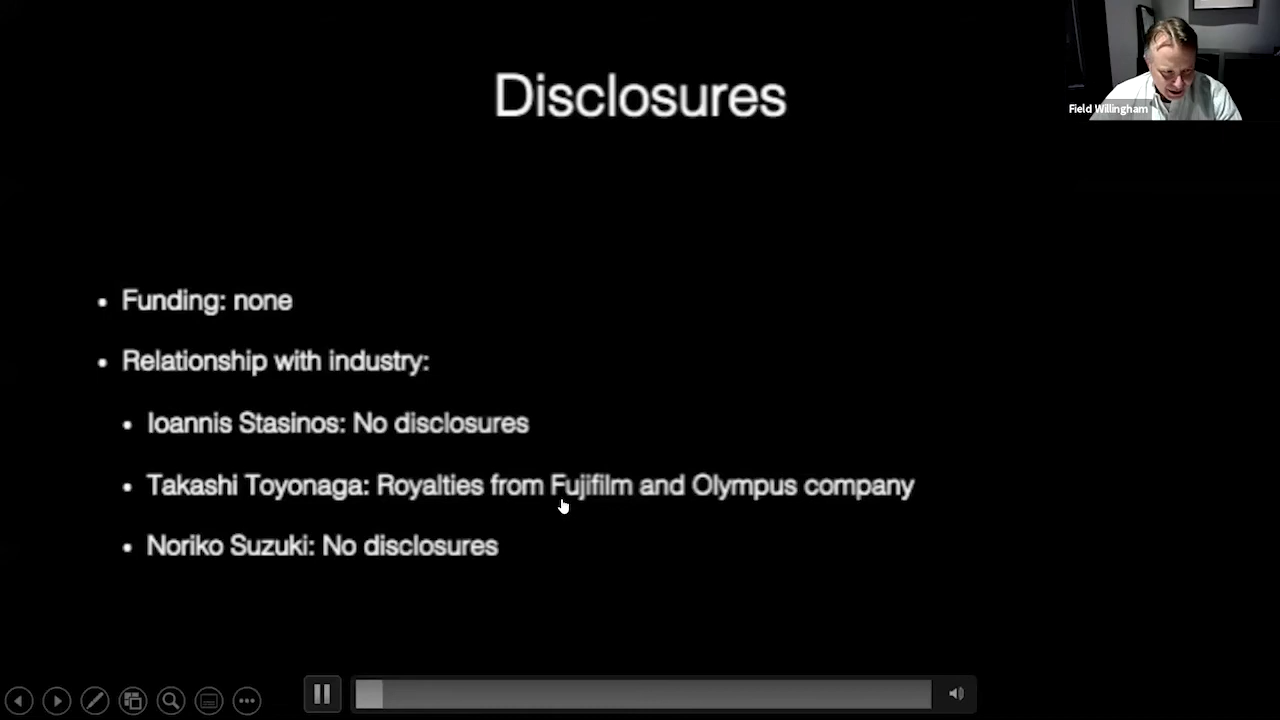 Disclosures
Field Willingham
• Funding: none
• Relationship with industry:
• Ioannis Stasinos: No disclosures
• Takashi Toyonaga: Royalties from Fujifilm and Olympus company
• Noriko Suzuki: No disclosures